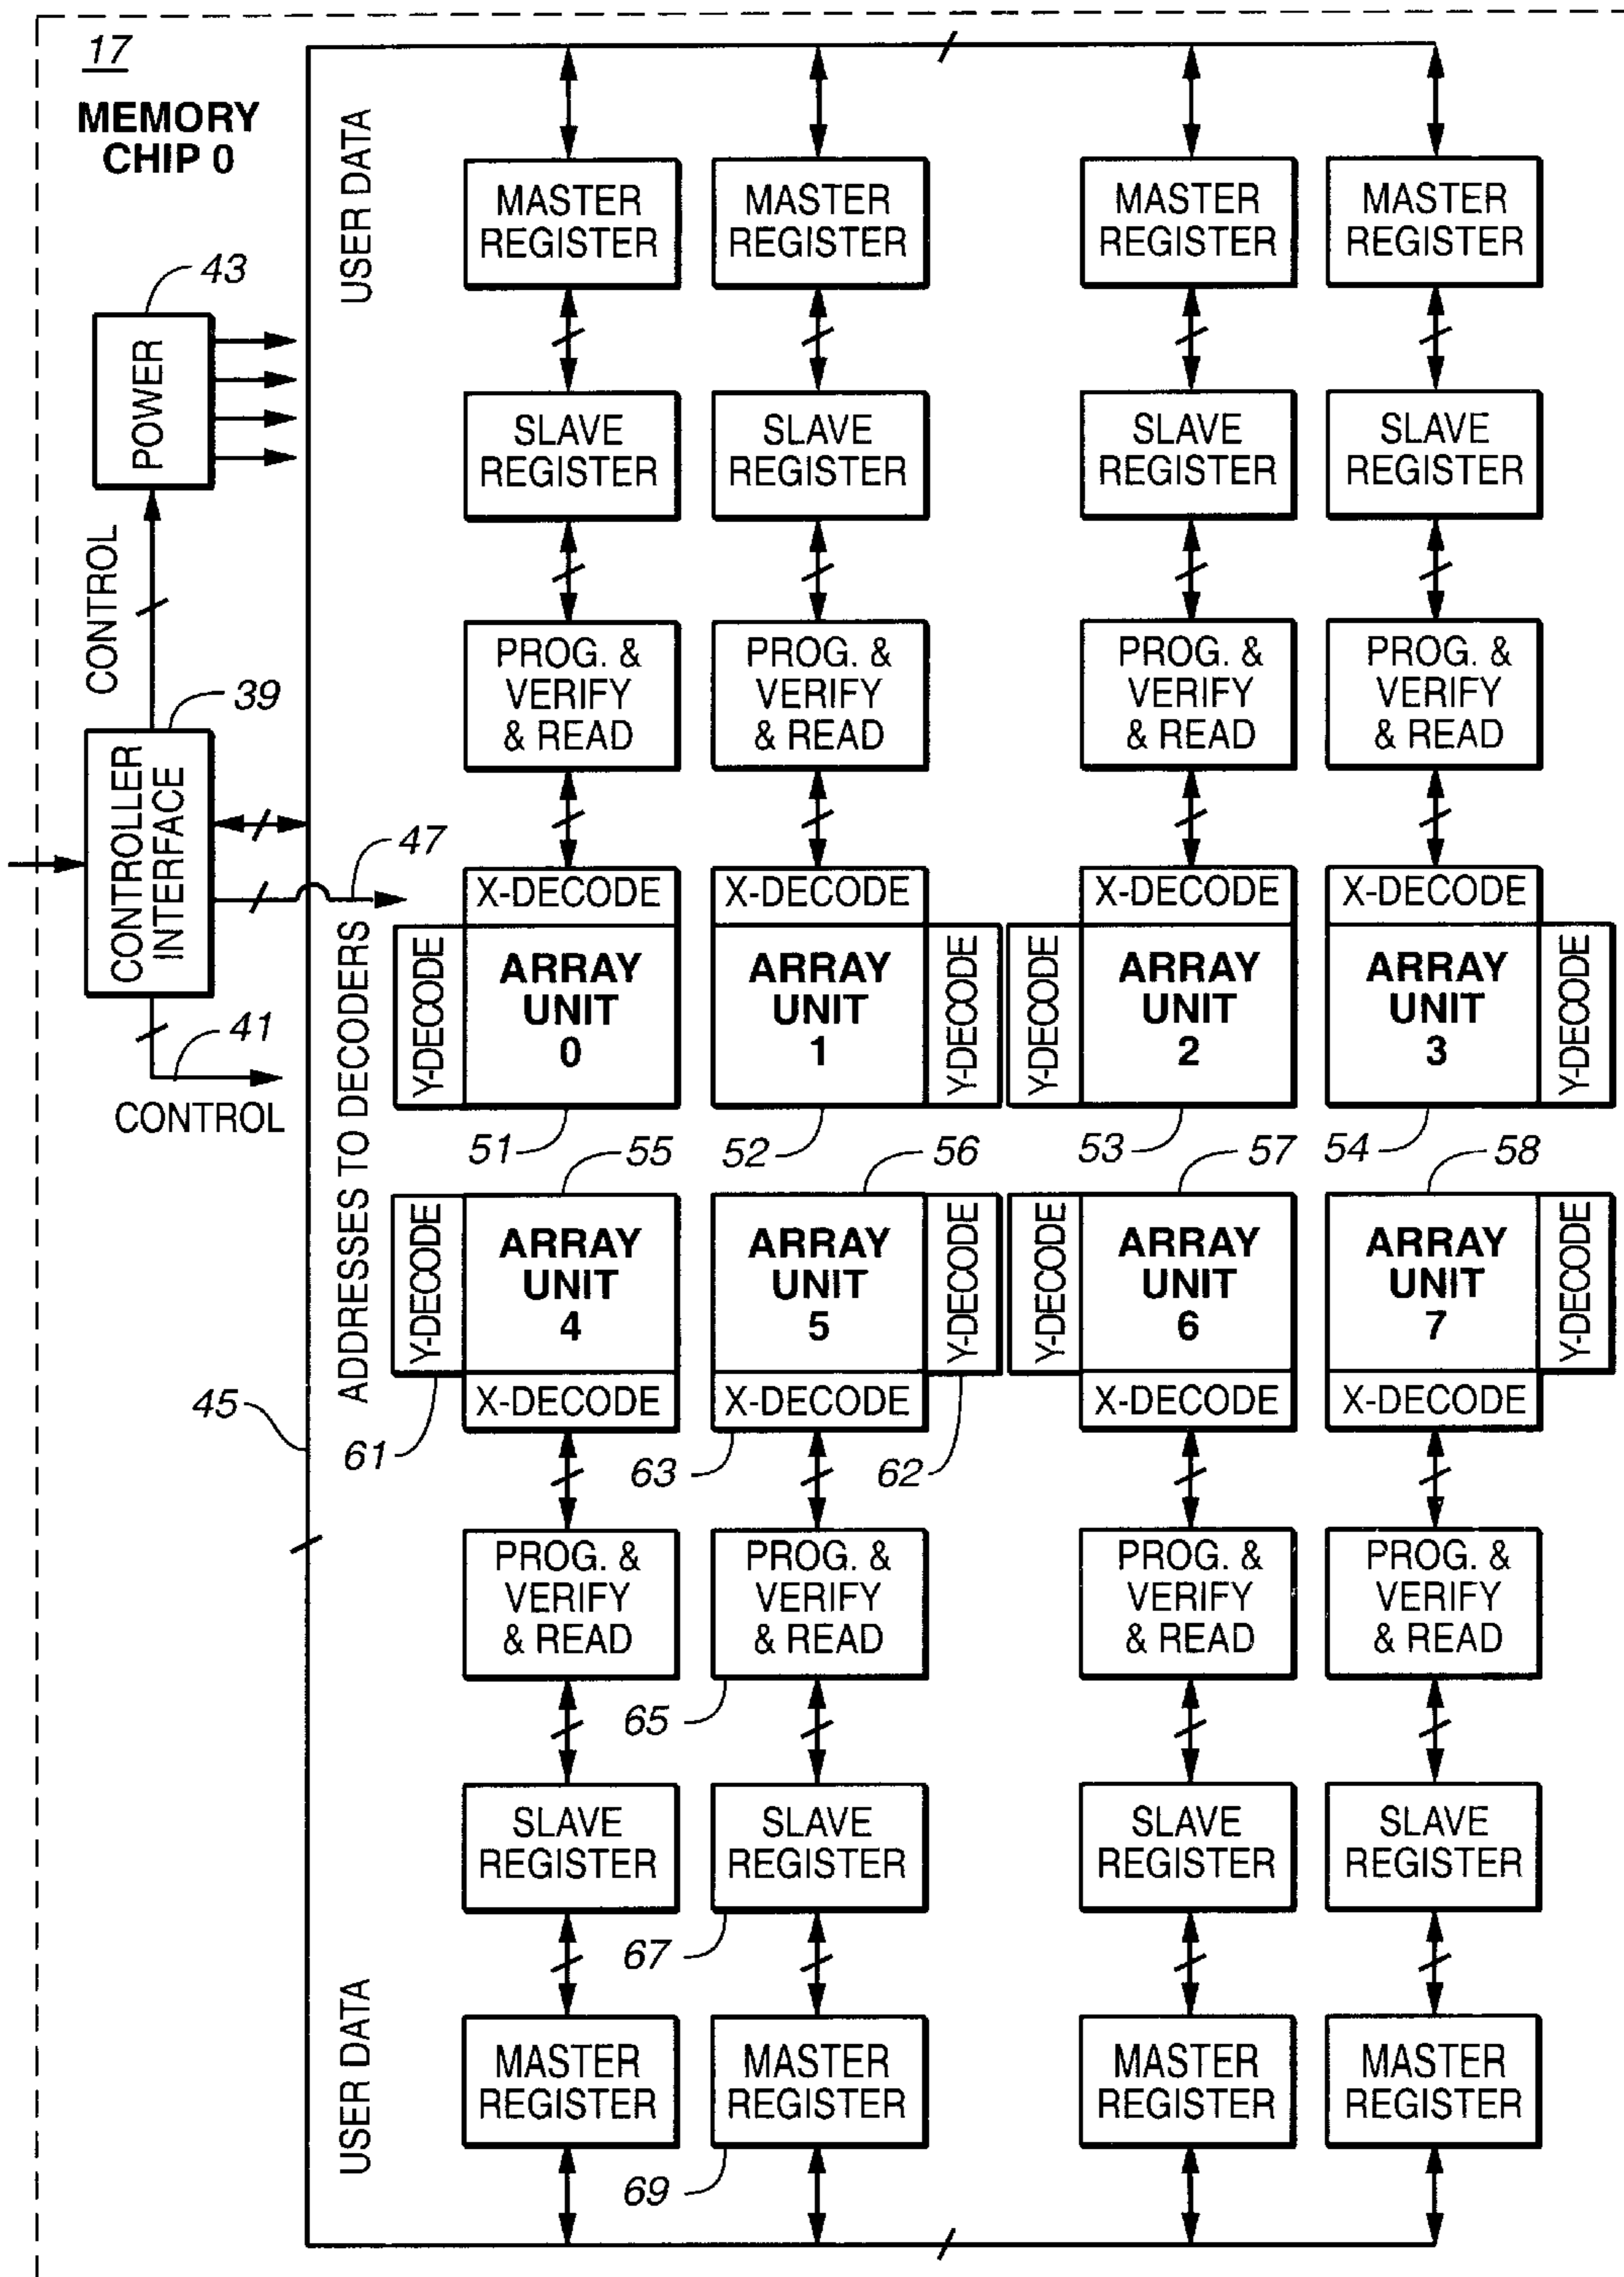 17
MEMORY
CHIP 0
USER DATA
MASTER
REGISTER
MASTER
REGISTER
MASTER
REGISTER
MASTER
REGISTER
43
POWER
SLAVE
REGISTER
SLAVE
REGISTER
SLAVE
REGISTER
SLAVE
REGISTER
CONTROL
PROG. &
VERIFY
& READ
PROG. &
VERIFY
& READ
PROG. &
VERIFY
& READ
PROG. &
VERIFY
& READ
39
CONTROLLER
INTERFACE
47
41
CONTROL
ADDRESSES TO DECODERS
X-DECODE
X-DECODE
X-DECODE
X-DECODE
Y-DECODE
ARRAY
UNIT
0
ARRAY
UNIT
1
Y-DECODE
Y-DECODE
ARRAY
UNIT
2
ARRAY
UNIT
3
Y-DECODE
51
55
52
56
53
57
54
58
Y-DECODE
ARRAY
UNIT
4
ARRAY
UNIT
5
Y-DECODE
Y-DECODE
ARRAY
UNIT
6
ARRAY
UNIT
7
Y-DECODE
X-DECODE
X-DECODE
X-DECODE
X-DECODE
45
61
63
62
PROG. &
VERIFY
& READ
PROG. &
VERIFY
& READ
PROG. &
VERIFY
& READ
PROG. &
VERIFY
& READ
65
SLAVE
REGISTER
SLAVE
REGISTER
SLAVE
REGISTER
SLAVE
REGISTER
67
USER DATA
MASTER
REGISTER
MASTER
REGISTER
MASTER
REGISTER
MASTER
REGISTER
69